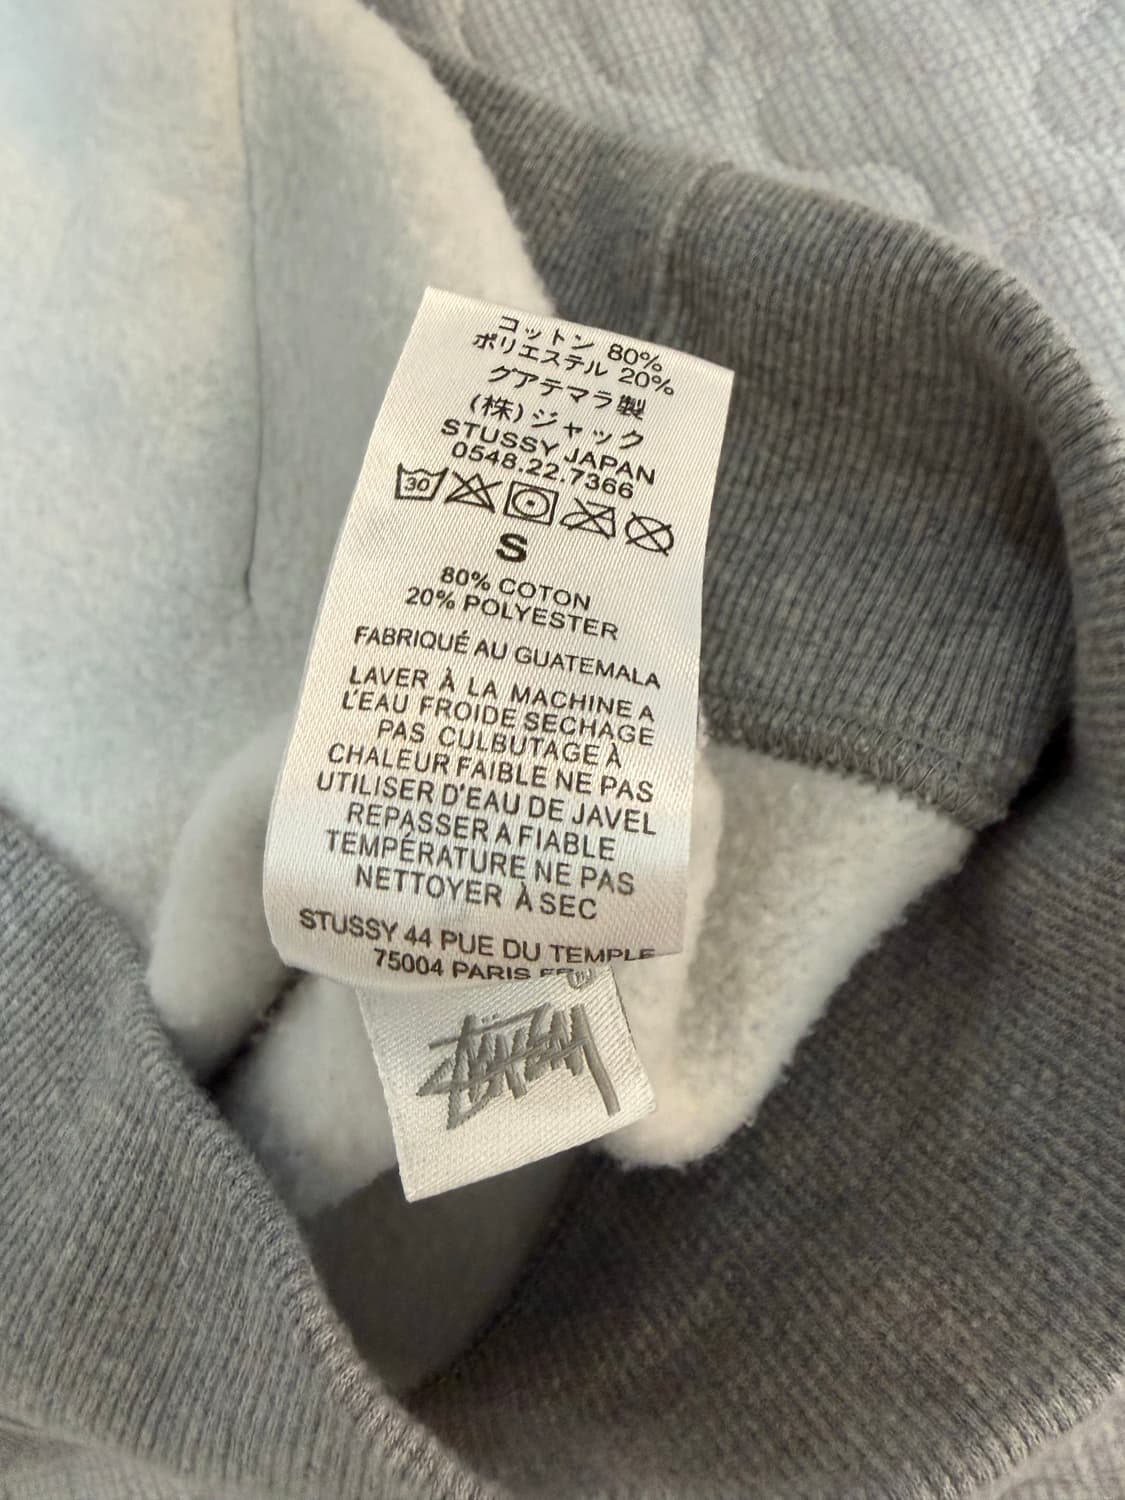 コットン 80%
ポリエステル 20%
グアテマラ製
(株)ジャック
STUSSY JAPAN
0548.22.7366
30
S
80% COTON
20% POLYESTER
FABRIQUÉ AU GUATEMALA
LAVER À LA MACHINE A
L'EAU FROIDE SECHAGE
PAS CULBUTAGE À
CHALEUR FAIBLE NE PAS
UTILISER D'EAU DE JAVEL
REPASSER A FIABLE
TEMPÉRATURE NE PAS
NETTOYER À SEC
STUSSY 44 PUE DU TEMPLE
75004 PARIS
STÜSSY